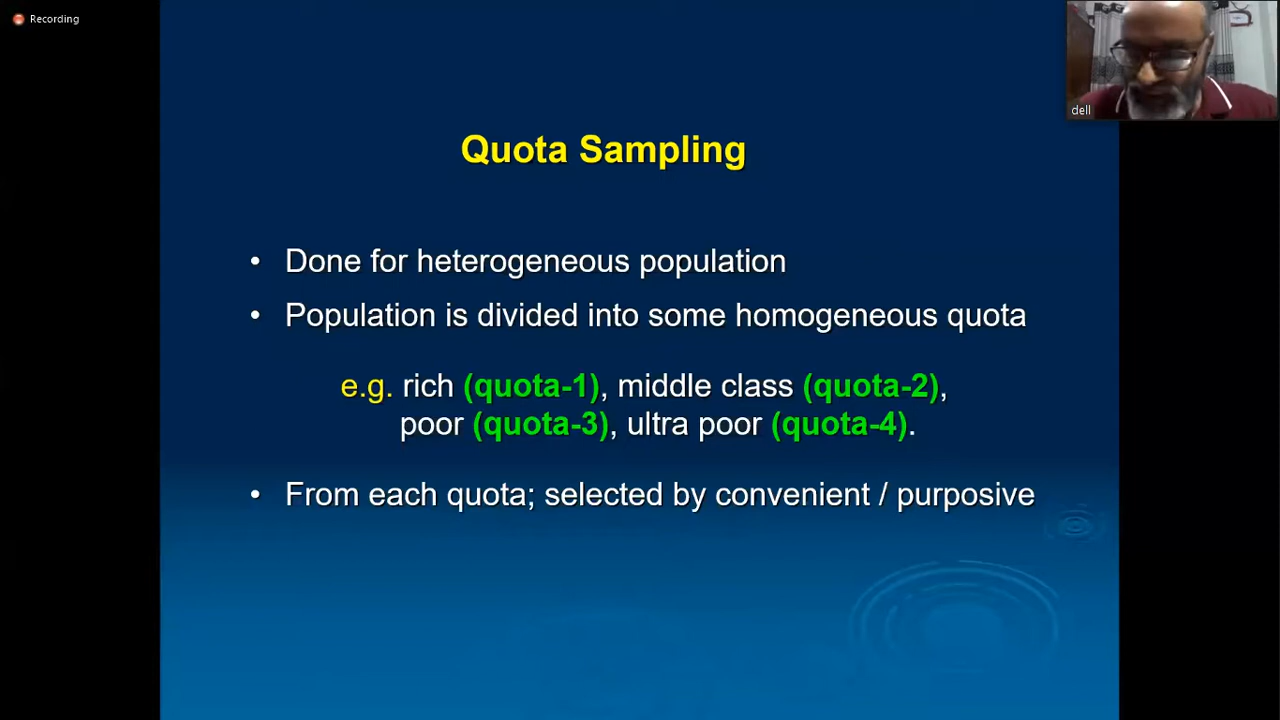 Recording
dell
Quota Sampling
• Done for heterogeneous population
• Population is divided into some homogeneous quota
e.g. rich (quota-1), middle class (quota-2),
poor (quota-3), ultra poor (quota-4).
• From each quota; selected by convenient / purposive